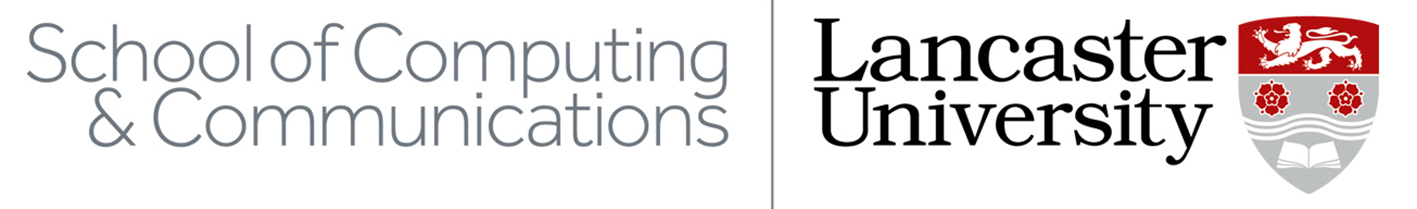 School of Computing
& Communications
Lancaster
University